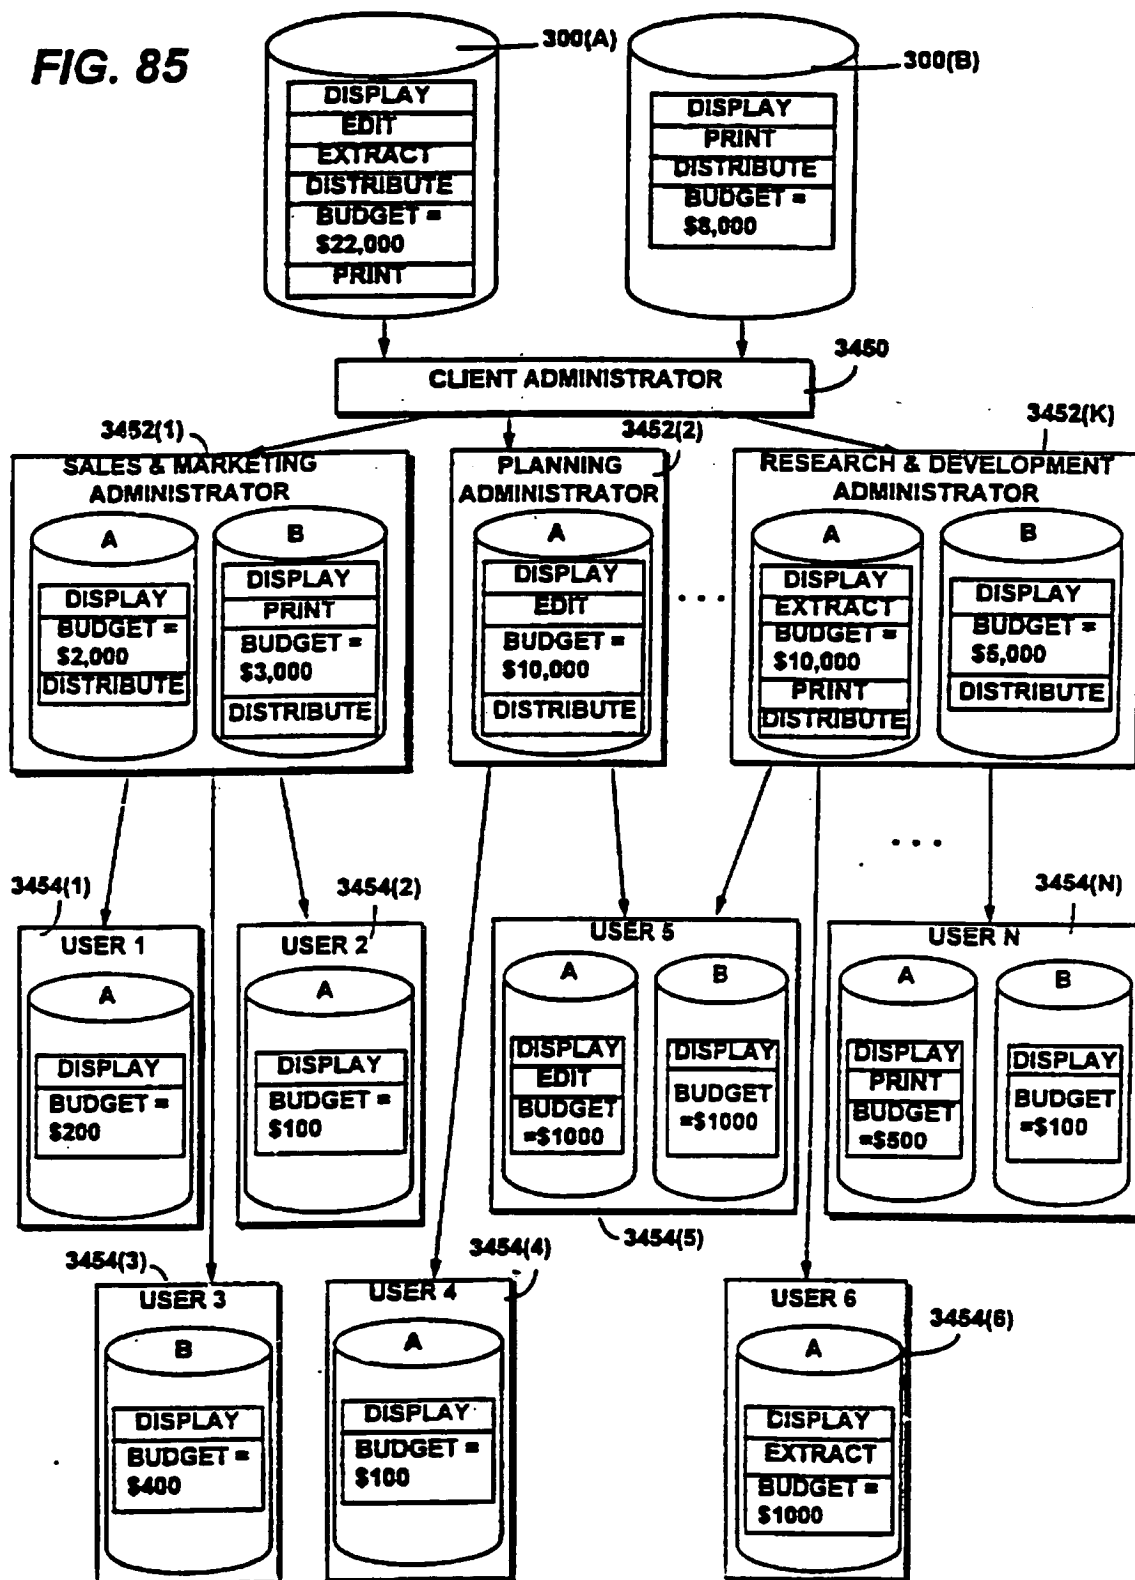 FIG. 85
300(A)
300(B)
DISPLAY
EDIT
EXTRACT
DISTRIBUTE
BUDGET =
$22,000
PRINT
DISPLAY
PRINT
DISTRIBUTE
BUDGET =
$8,000
3450
CLIENT ADMINISTRATOR
3452(1)
3452(2)
3452(K)
SALES & MARKETING
ADMINISTRATOR
A
DISPLAY
BUDGET =
$2,000
DISTRIBUTE
B
DISPLAY
PRINT
BUDGET =
$3,000
DISTRIBUTE
PLANNING
ADMINISTRATOR
A
DISPLAY
EDIT
BUDGET =
$10,000
DISTRIBUTE
. . .
RESEARCH & DEVELOPMENT
ADMINISTRATOR
A
DISPLAY
EXTRACT
BUDGET =
$10,000
PRINT
DISTRIBUTE
B
DISPLAY
BUDGET =
$5,000
DISTRIBUTE
. . .
3454(1)
USER 1
A
DISPLAY
BUDGET =
$200
3454(2)
USER 2
A
DISPLAY
BUDGET =
$100
USER 5
A
DISPLAY
EDIT
BUDGET
=$1000
B
DISPLAY
BUDGET
=$1000
3454(5)
3454(N)
USER N
A
DISPLAY
PRINT
BUDGET
=$500
B
DISPLAY
BUDGET
=$100
3454(3)
USER 3
B
DISPLAY
BUDGET =
$400
3454(4)
USER 4
A
DISPLAY
BUDGET =
$100
3454(6)
USER 6
A
DISPLAY
EXTRACT
BUDGET =
$1000